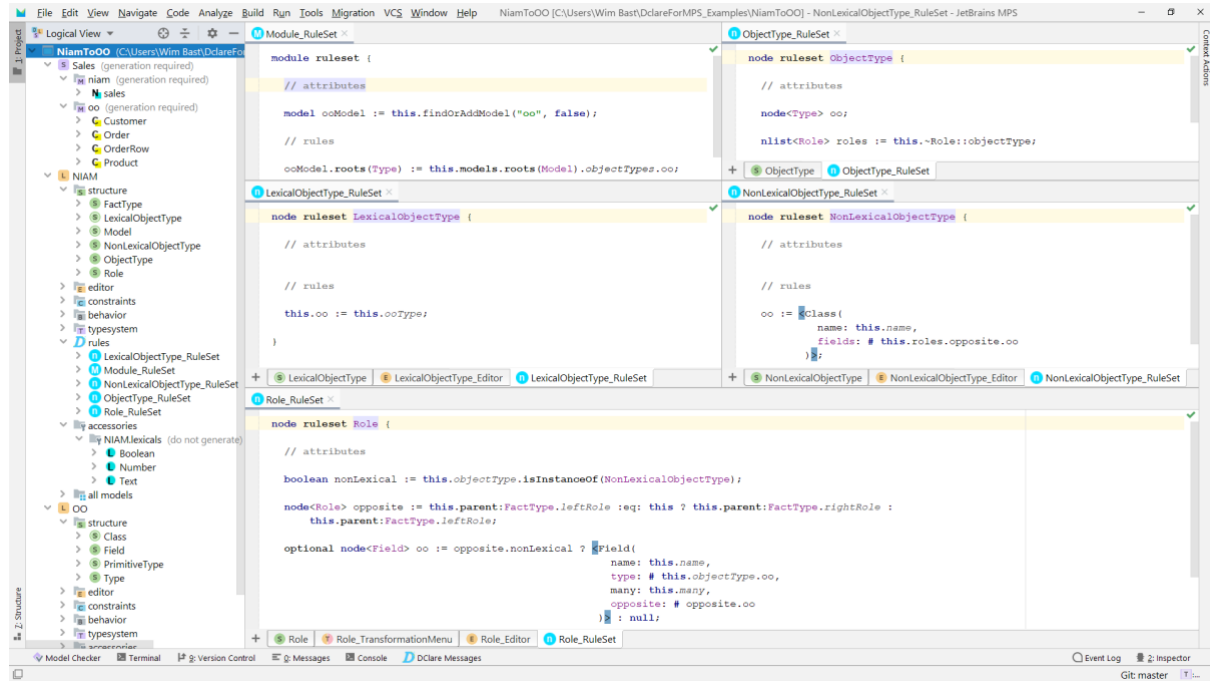 File Edit View Navigate Code Analyze Build Run Tools Migration VCS Window Help NiamToOO [C:\Users\Wim Bast\DclareForMPS_Examples\NiamToOO] - NonLexicalObjectType_RuleSet - JetBrains MPS
1: Project
Logical View
NiamToOO (C:\Users\Wim Bast\DclareFor
Sales (generation required)
niam (generation required)
sales
oo (generation required)
Customer
Order
OrderRow
Product
NIAM
structure
FactType
LexicalObjectType
Model
NonLexicalObjectType
ObjectType
Role
editor
constraints
behavior
typesystem
rules
LexicalObjectType_RuleSet
Module_RuleSet
NonLexicalObjectType_RuleSet
ObjectType_RuleSet
Role_RuleSet
accessories
NIAM.lexicals (do not generate)
Boolean
Number
Text
all models
OO
structure
Class
Field
PrimitiveType
Type
editor
constraints
behavior
typesystem
accessories
Z: Structure
Module_RuleSet
module ruleset {
// attributes
model ooModel := this.findOrAddModel("oo", false);
// rules
ooModel.roots(Type) := this.models.roots(Model).objectTypes.oo;
ObjectType_RuleSet
node ruleset ObjectType {
// attributes
node<Type> oo;
nlist<Role> roles := this.~Role::objectType;
+ ObjectType ObjectType_RuleSet
Context Actions
LexicalObjectType_RuleSet
node ruleset LexicalObjectType {
// attributes
// rules
this.oo := this.ooType;
}
+ LexicalObjectType LexicalObjectType_Editor LexicalObjectType_RuleSet
NonLexicalObjectType_RuleSet
node ruleset NonLexicalObjectType {
// attributes
// rules
oo := <Class(
name: this.name,
fields: # this.roles.opposite.oo
)>;
+ NonLexicalObjectType NonLexicalObjectType_Editor NonLexicalObjectType_RuleSet
Role_RuleSet
node ruleset Role {
// attributes
boolean nonLexical := this.objectType.isInstanceOf(NonLexicalObjectType);
node<Role> opposite := this.parent:FactType.leftRole :eq: this ? this.parent:FactType.rightRole :
this.parent:FactType.leftRole;
optional node<Field> oo := opposite.nonLexical ? <Field(
name: this.name,
type: # this.objectType.oo,
many: this.many,
opposite: # opposite.oo
)> : null;
+ Role Role_TransformationMenu Role_Editor Role_RuleSet
Model Checker Terminal 9: Version Control 0: Messages Console DClare Messages Event Log 2: Inspector
Git: master T:...